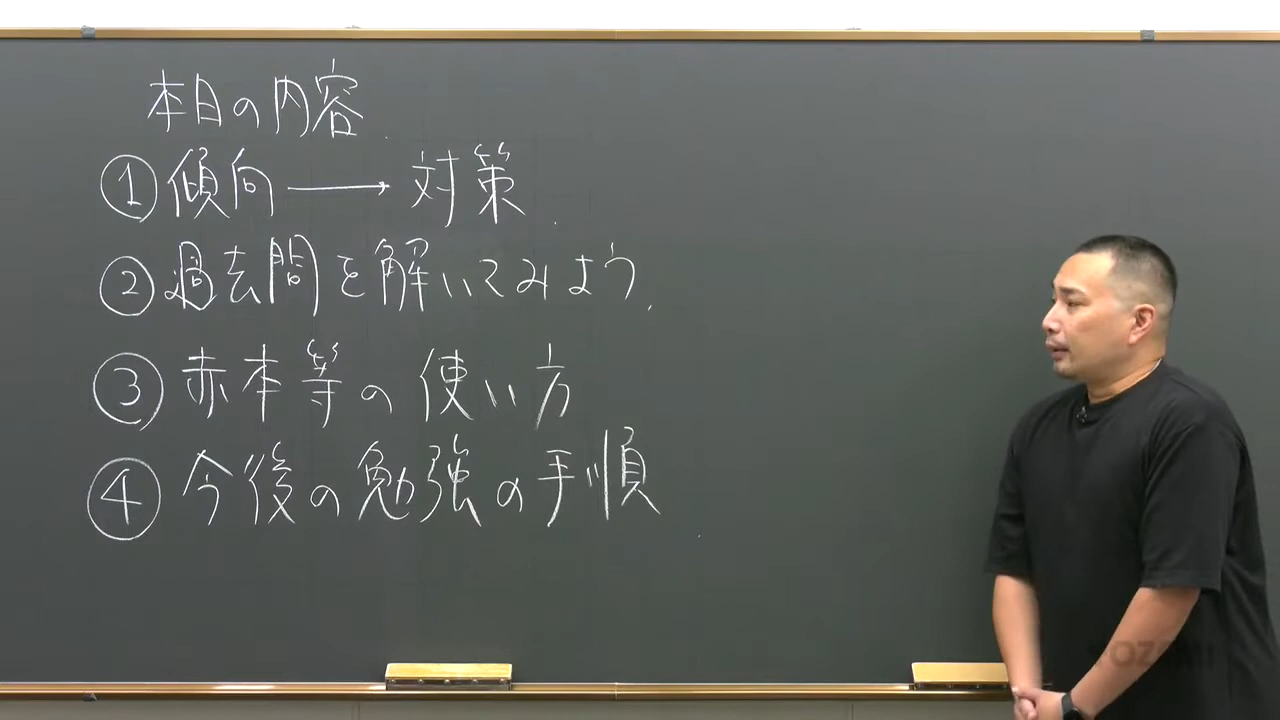 本日の内容
①傾向→対策
②過去問を解いてみよう
③赤本等の使い方
④今後の勉強の手順